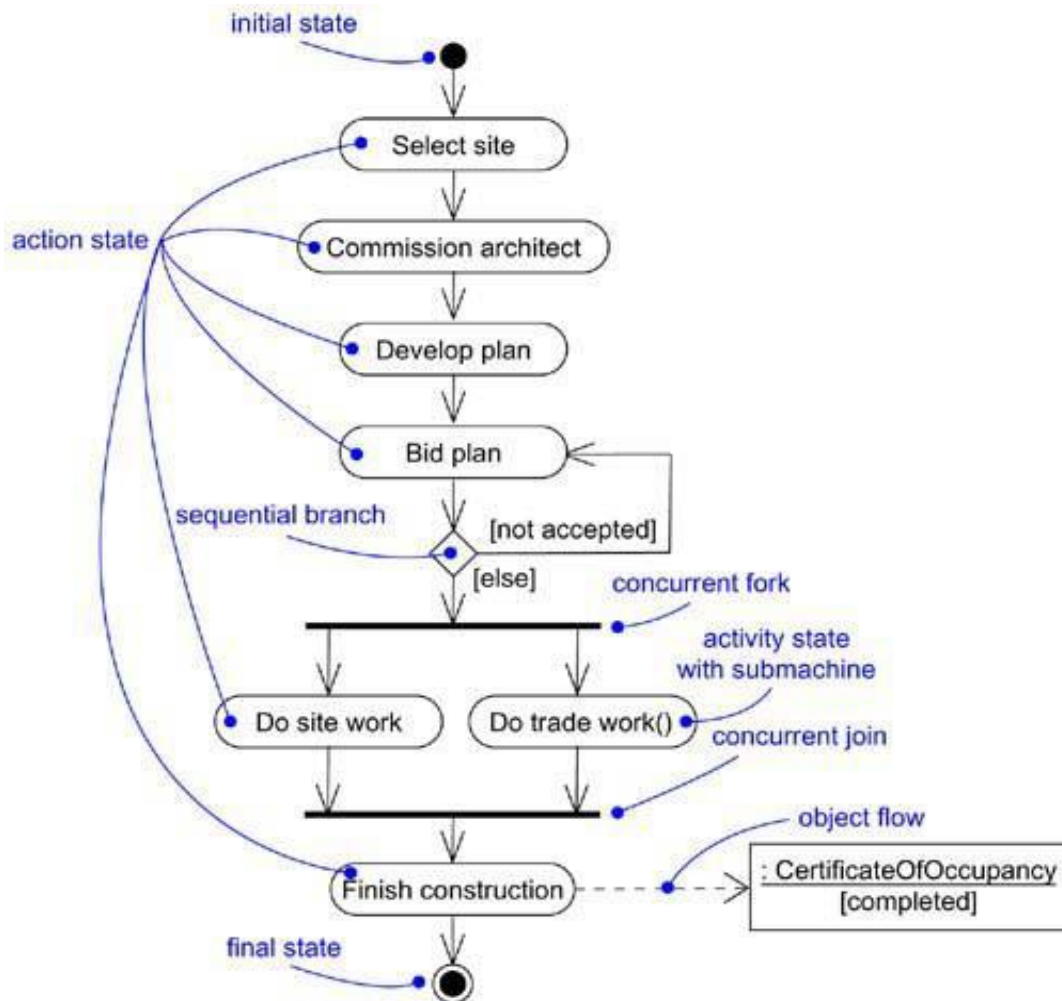 initial state
Select site
action state
Commission architect
Develop plan
Bid plan
sequential branch
[not accepted]
[else]
concurrent fork
activity state
with submachine
Do site work
Do trade work()
concurrent join
object flow
: CertificateOfOccupancy
[completed]
Finish construction
final state